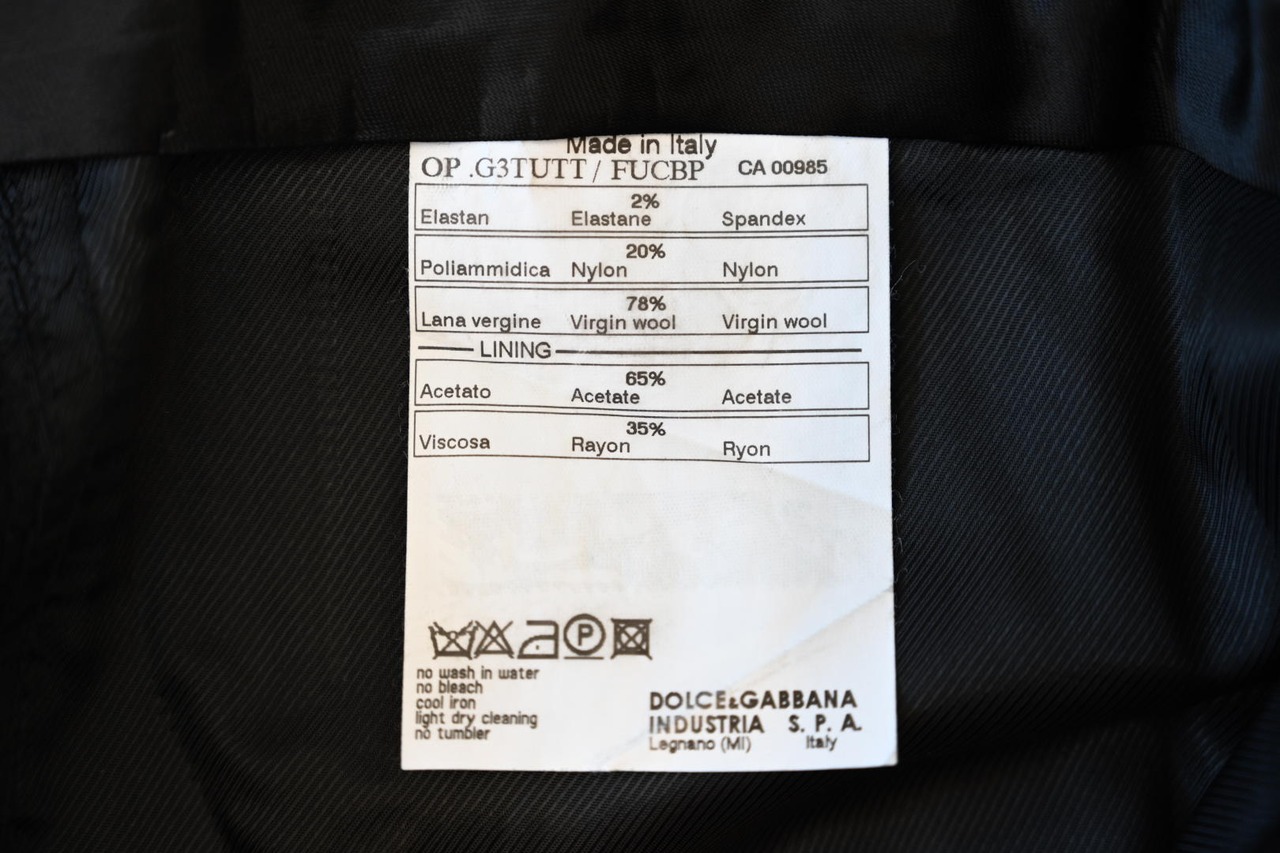 Made in Italy
OP .G3TUTT / FUCBP CA 00985
2%
Elastan Elastane Spandex
20%
Poliammidica Nylon Nylon
78%
Lana vergine Virgin wool Virgin wool
LINING
65%
Acetato Acetate Acetate
35%
Viscosa Rayon Ryon
P
no wash in water
no bleach
cool iron
light dry cleaning
no tumbler
DOLCE&GABBANA
INDUSTRIA S. P. A.
Legnano (MI) Italy